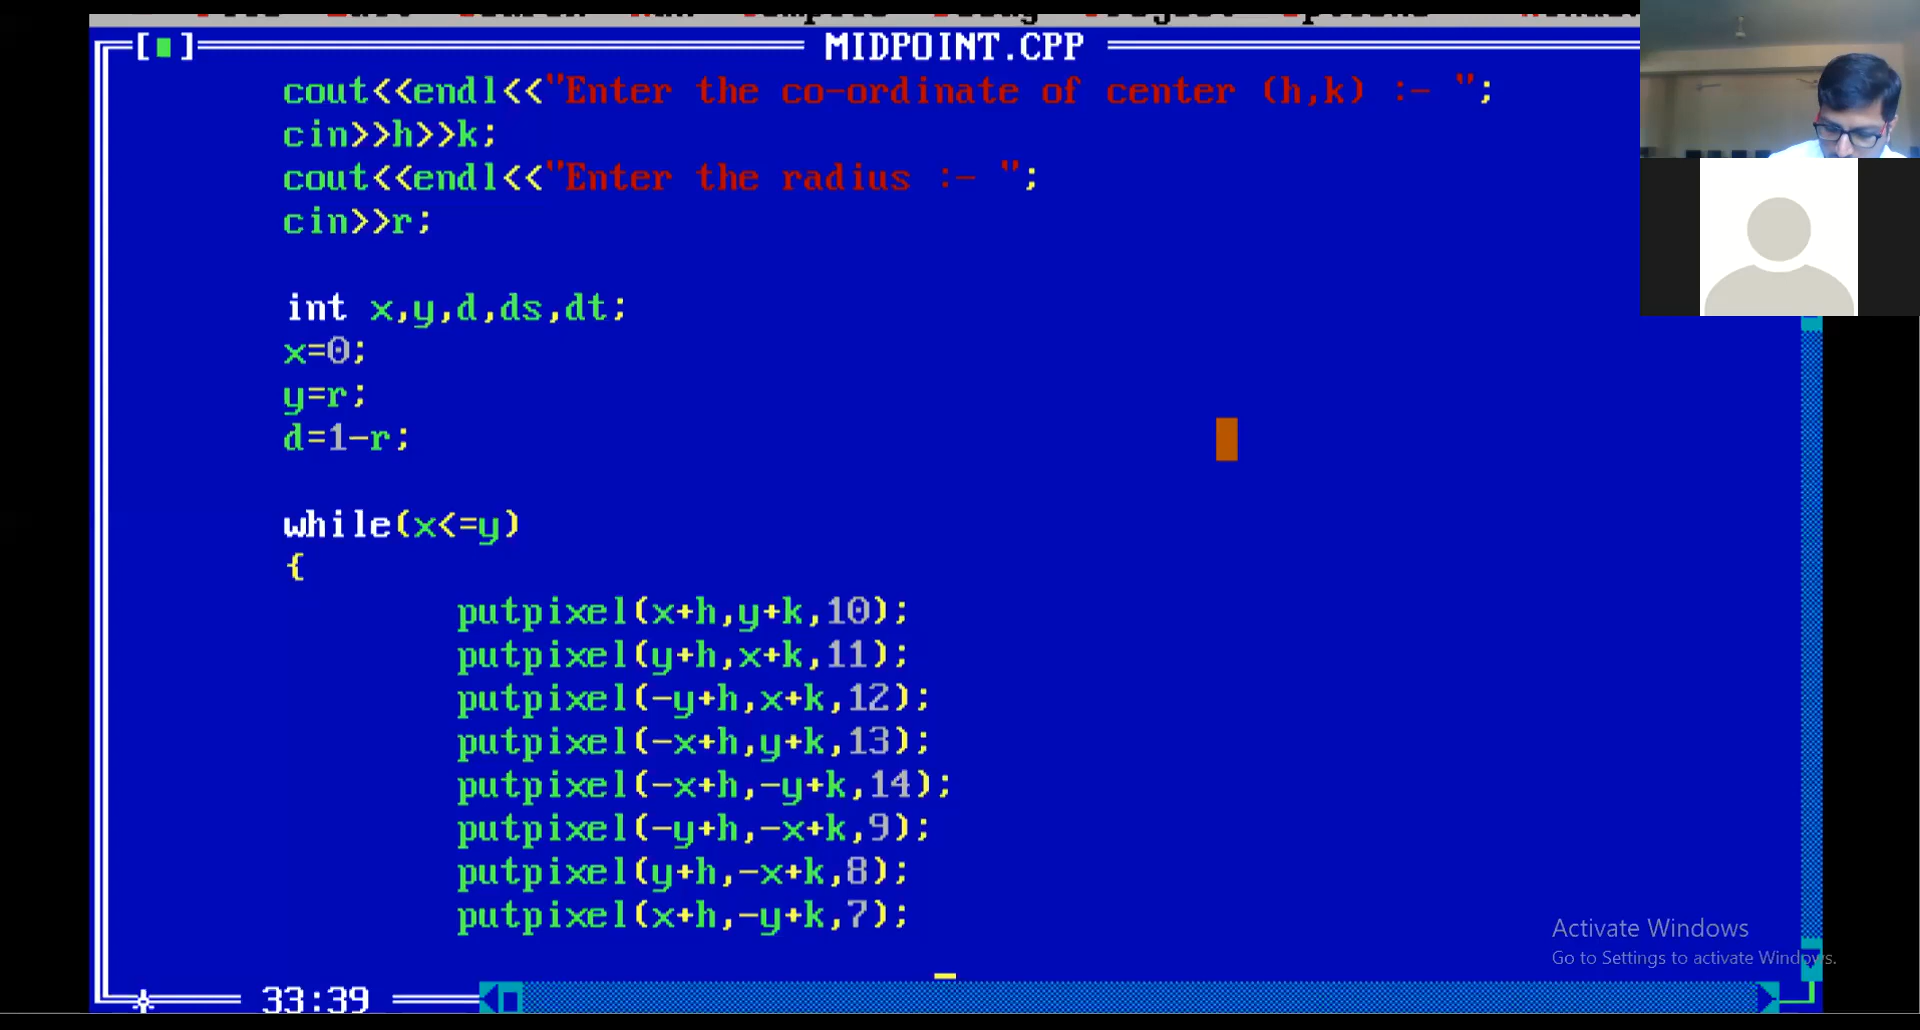 [■] MIDPOINT.CPP
cout<<endl<<"Enter the co-ordinate of center (h,k) :- ";
cin>>h>>k;
cout<<endl<<"Enter the radius :- ";
cin>>r;
int x,y,d,ds,dt;
x=0;
y=r;
d=1-r;
while(x<=y)
{
putpixel(x+h,y+k,10);
putpixel(y+h,x+k,11);
putpixel(-y+h,x+k,12);
putpixel(-x+h,y+k,13);
putpixel(-x+h,-y+k,14);
putpixel(-y+h,-x+k,9);
putpixel(y+h,-x+k,8);
putpixel(x+h,-y+k,7);
Activate Windows
Go to Settings to activate Windows.
33:39